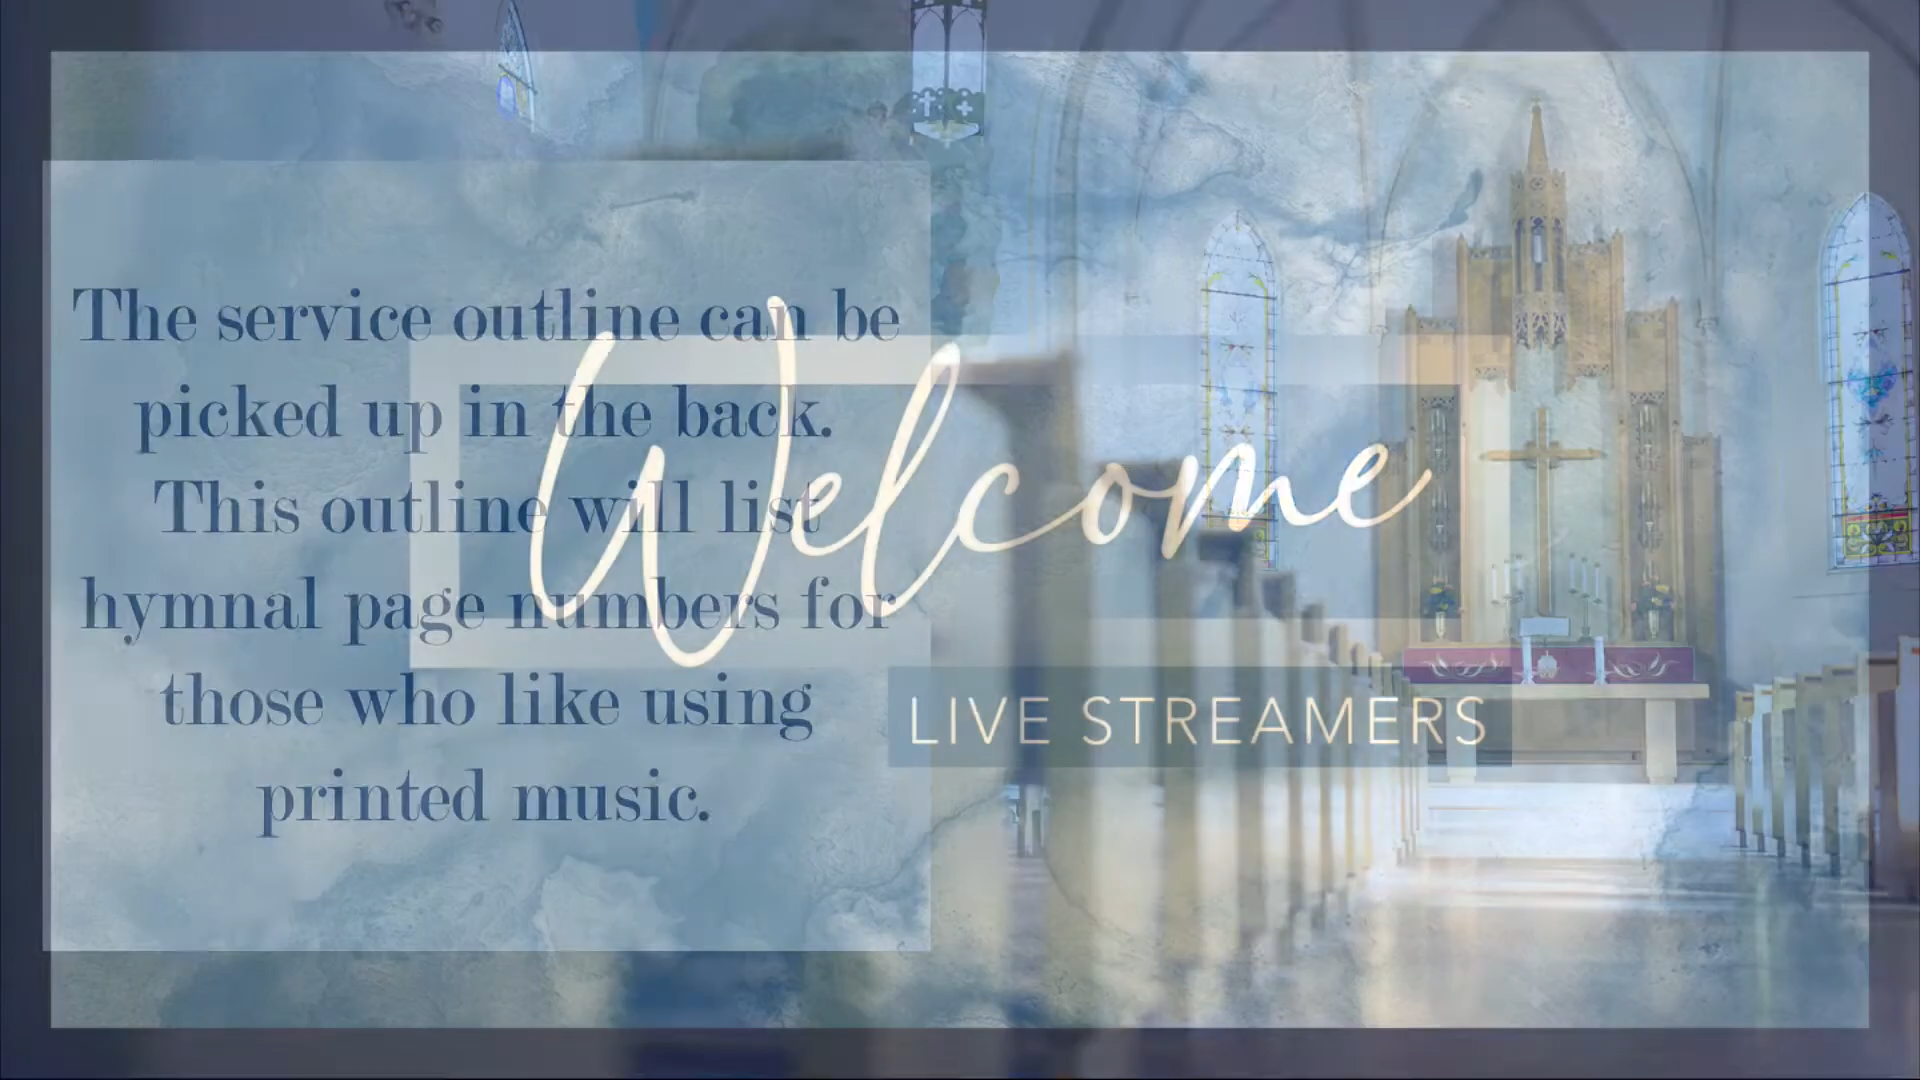 The service outline can be
picked up in the back.
This outline will list
hymnal page numbers for
those who like using
printed music.
Welcome
LIVE STREAMERS